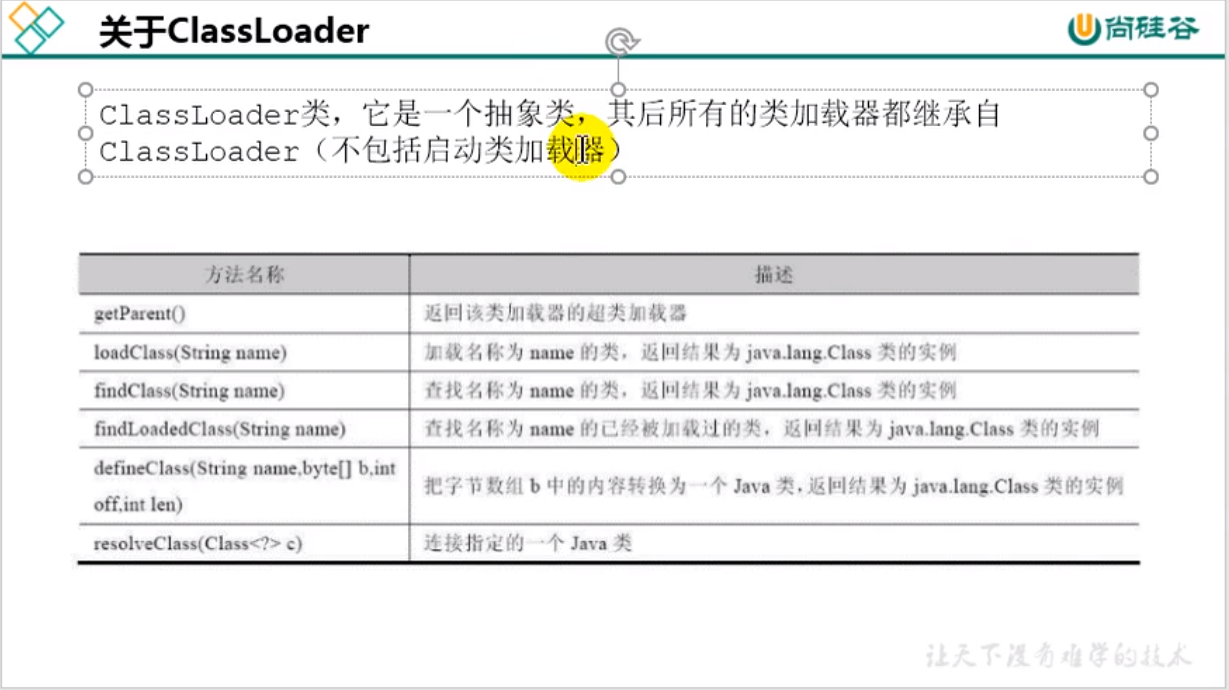 关于ClassLoader
尚硅谷
ClassLoader类，它是一个抽象类，其后所有的类加载器都继承自
ClassLoader（不包括启动类加载器）
方法名称
描述
getParent()
返回该类加载器的超类加载器
loadClass(String name)
加载名称为 name 的类，返回结果为 java.lang.Class 类的实例
findClass(String name)
查找名称为 name 的类，返回结果为 java.lang.Class 类的实例
findLoadedClass(String name)
查找名称为 name 的已经被加载过的类，返回结果为 java.lang.Class 类的实例
defineClass(String name,byte[] b,int
off,int len)
把字节数组 b 中的内容转换为一个 Java 类，返回结果为 java.lang.Class 类的实例
resolveClass(Class<?> c)
连接指定的一个 Java 类
让天下没有难学的技术